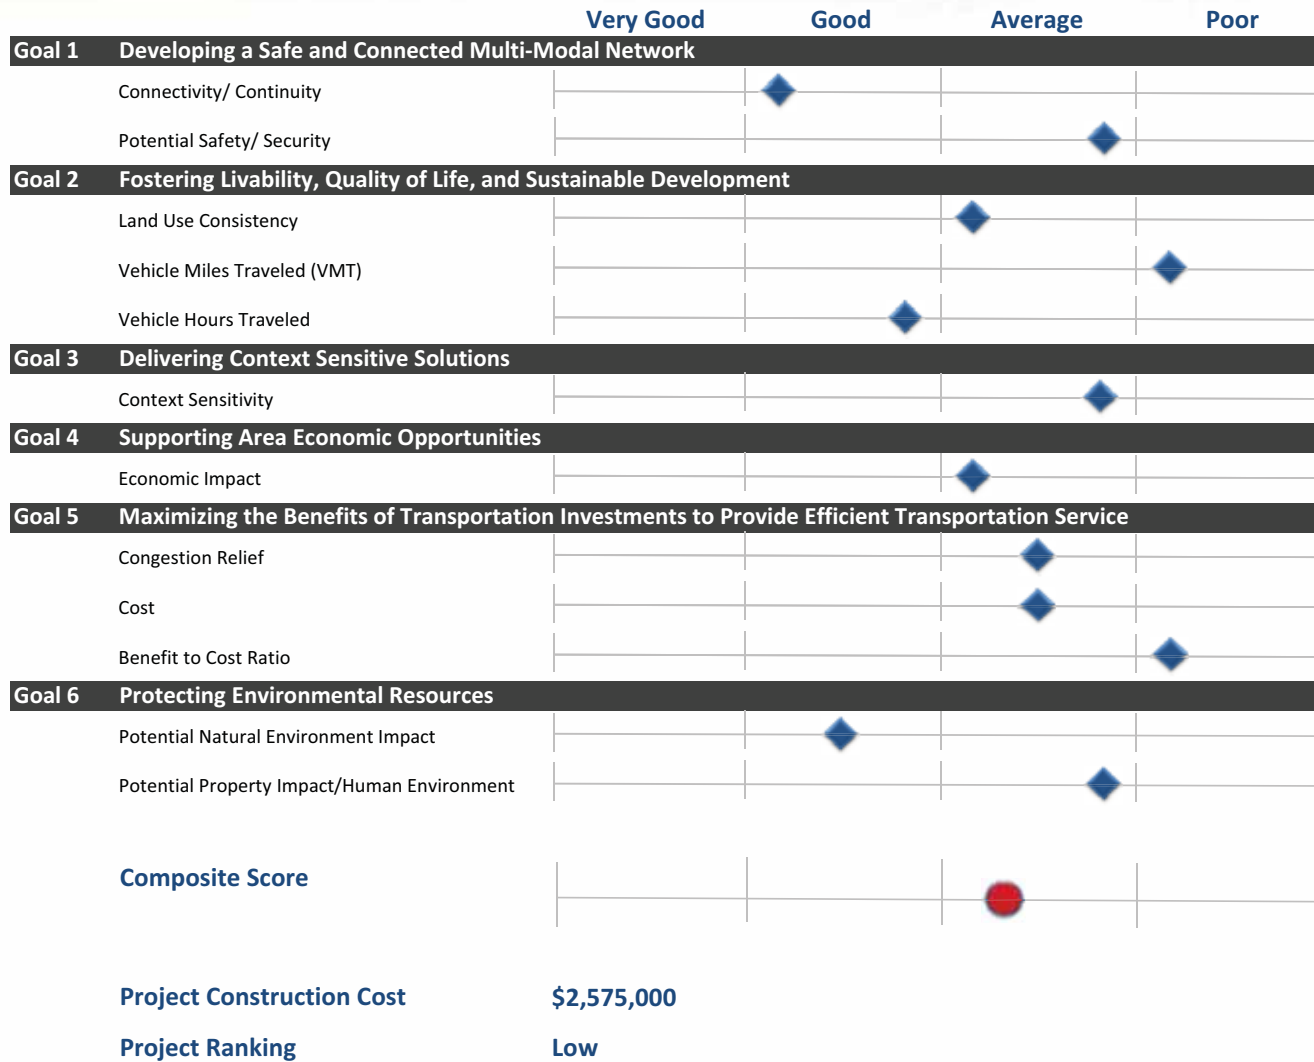 Very Good Good Average Poor
Goal 1 Developing a Safe and Connected Multi-Modal Network
Connectivity/ Continuity
Potential Safety/ Security
Goal 2 Fostering Livability, Quality of Life, and Sustainable Development
Land Use Consistency
Vehicle Miles Traveled (VMT)
Vehicle Hours Traveled
Goal 3 Delivering Context Sensitive Solutions
Context Sensitivity
Goal 4 Supporting Area Economic Opportunities
Economic Impact
Goal 5 Maximizing the Benefits of Transportation Investments to Provide Efficient Transportation Service
Congestion Relief
Cost
Benefit to Cost Ratio
Goal 6 Protecting Environmental Resources
Potential Natural Environment Impact
Potential Property Impact/Human Environment
Composite Score
Project Construction Cost $2,575,000
Project Ranking Low